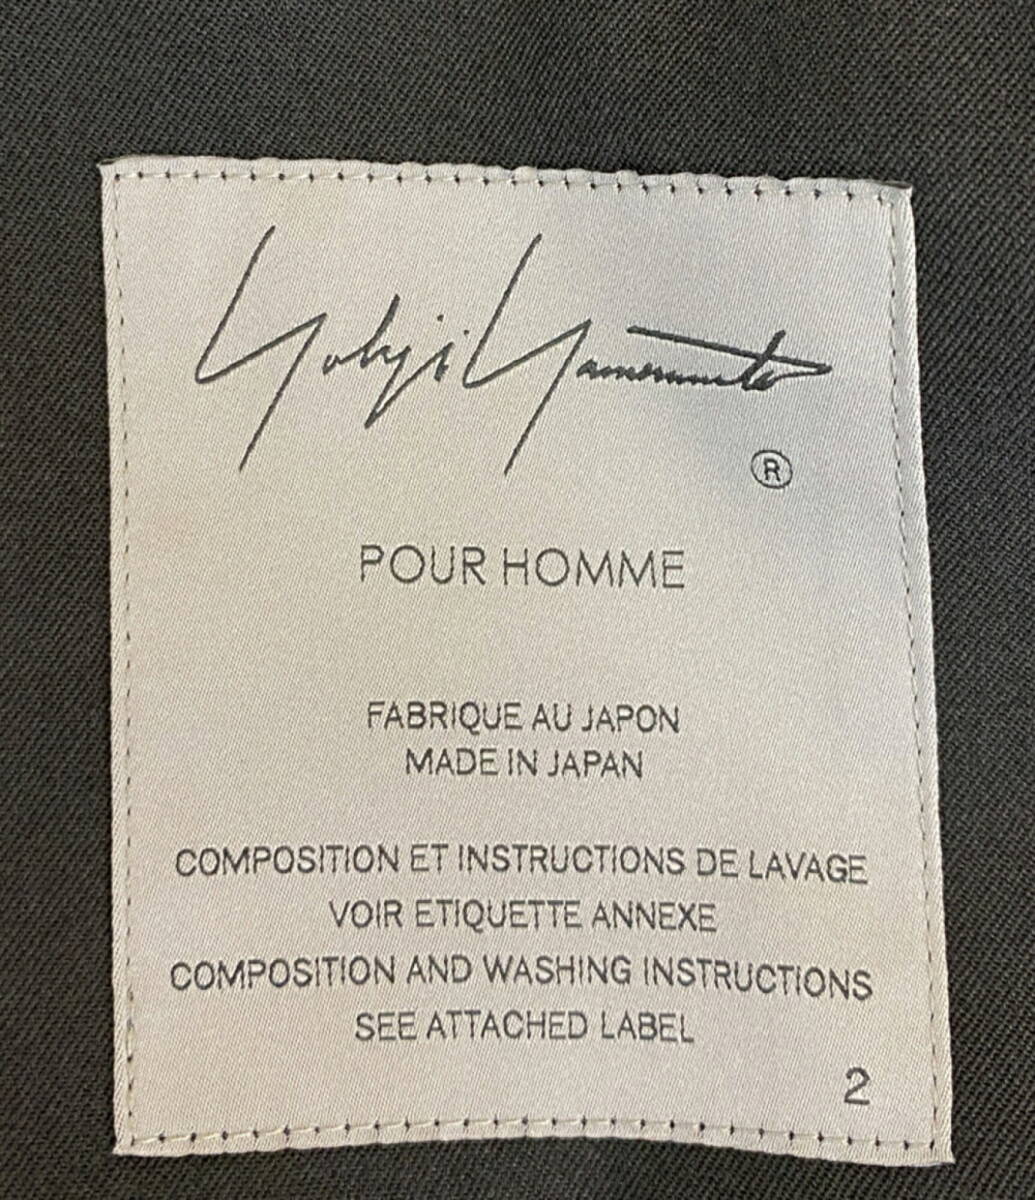 Yohji Yamamoto
®
POUR HOMME
FABRIQUE AU JAPON
MADE IN JAPAN
COMPOSITION ET INSTRUCTIONS DE LAVAGE
VOIR ETIQUETTE ANNEXE
COMPOSITION AND WASHING INSTRUCTIONS
SEE ATTACHED LABEL
2